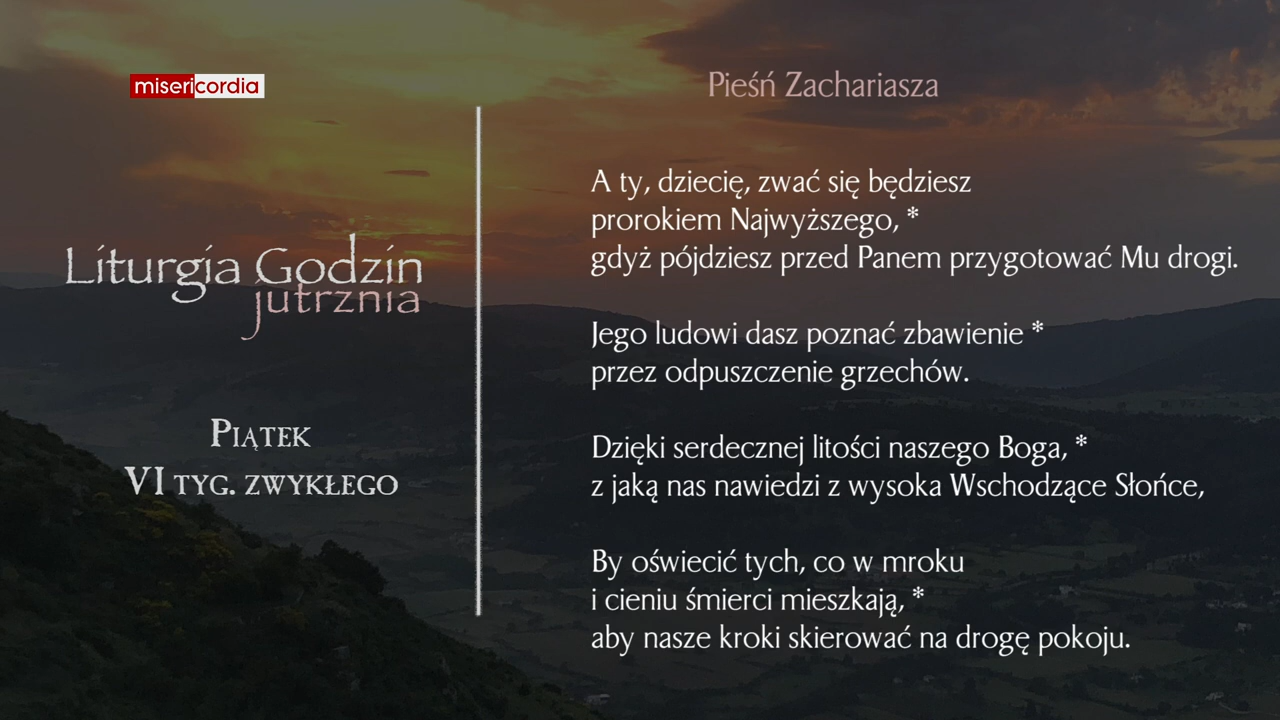 misericordia
Liturgia Godzin
jutrznia
Piątek
VI tyg. zwykłego
Pieśń Zachariasza
A ty, dziecię, zwać się będziesz
prorokiem Najwyższego, *
gdyż pójdziesz przed Panem przygotować Mu drogi.
Jego ludowi dasz poznać zbawienie *
przez odpuszczenie grzechów.
Dzięki serdecznej litości naszego Boga, *
z jaką nas nawiedzi z wysoka Wschodzące Słońce,
By oświecić tych, co w mroku
i cieniu śmierci mieszkają, *
aby nasze kroki skierować na drogę pokoju.